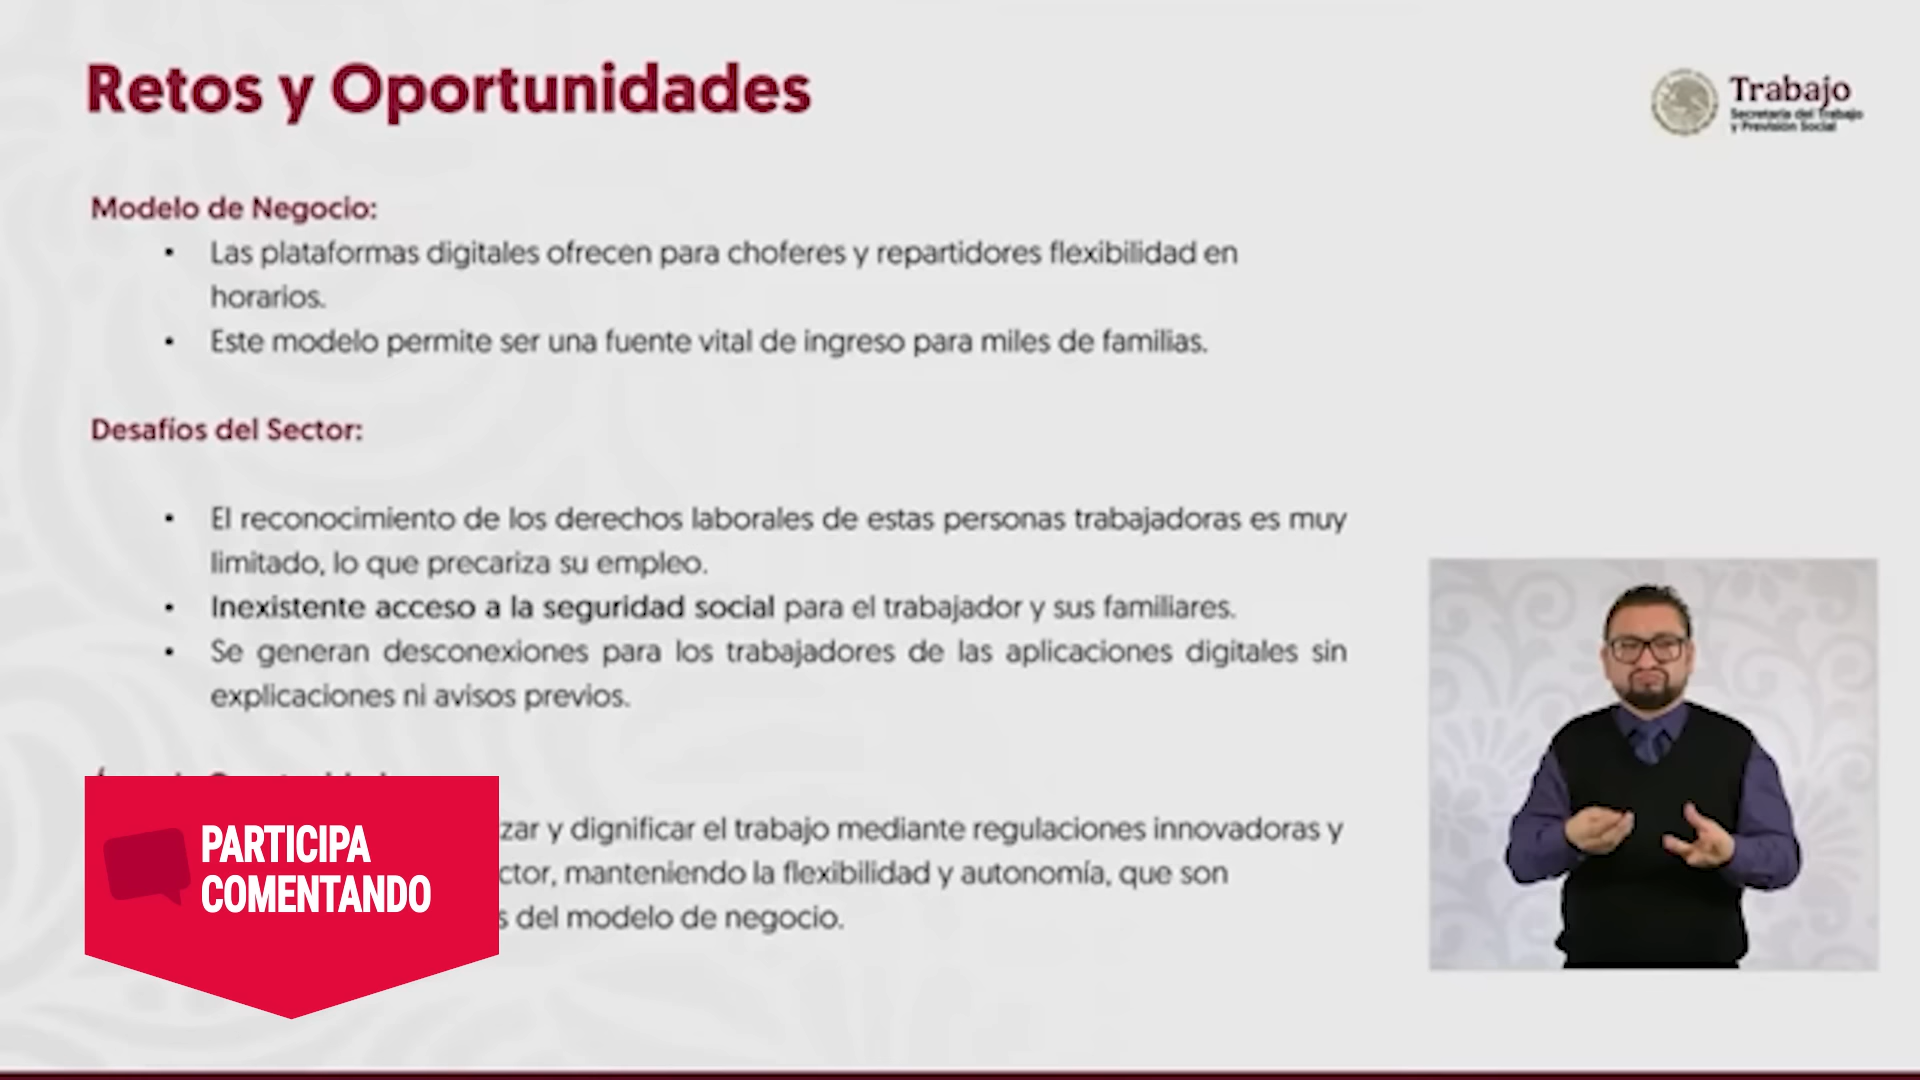 Retos y Oportunidades
Trabajo
Secretaría del Trabajo
y Previsión Social
Modelo de Negocio:
• Las plataformas digitales ofrecen para choferes y repartidores flexibilidad en
horarios.
• Este modelo permite ser una fuente vital de ingreso para miles de familias.
Desafíos del Sector:
• El reconocimiento de los derechos laborales de estas personas trabajadoras es muy
limitado, lo que precariza su empleo.
• Inexistente acceso a la seguridad social para el trabajador y sus familiares.
• Se generan desconexiones para los trabajadores de las aplicaciones digitales sin
explicaciones ni avisos previos.
zar y dignificar el trabajo mediante regulaciones innovadoras y
ctor, manteniendo la flexibilidad y autonomía, que son
s del modelo de negocio.
PARTICIPA
COMENTANDO